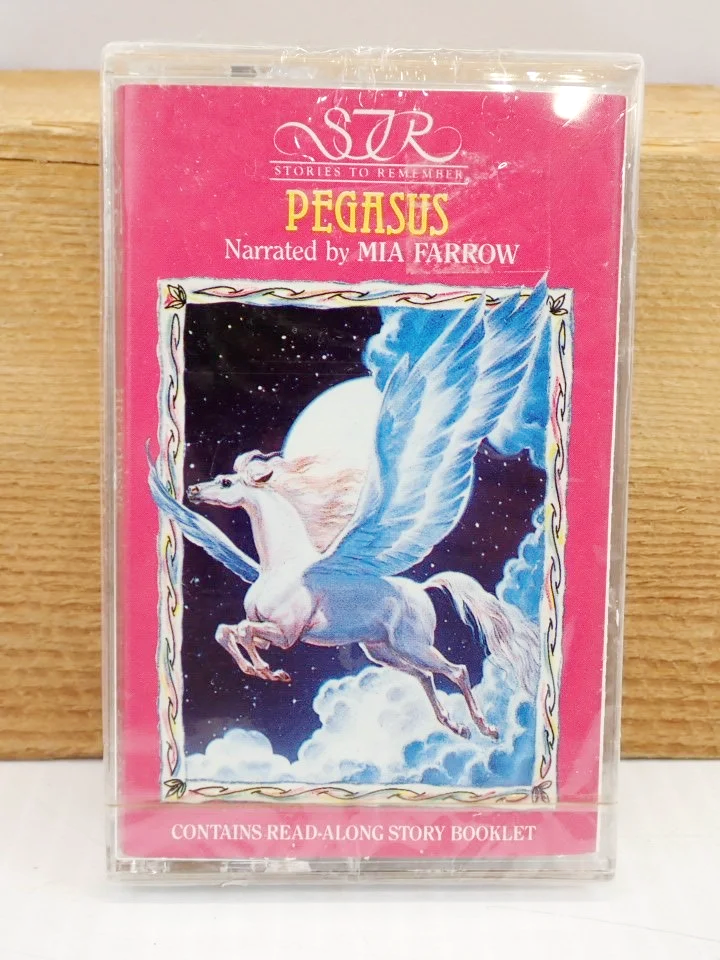 STR
STORIES TO REMEMBER
PEGASUS
Narrated by MIA FARROW
CONTAINS READ-ALONG STORY BOOKLET